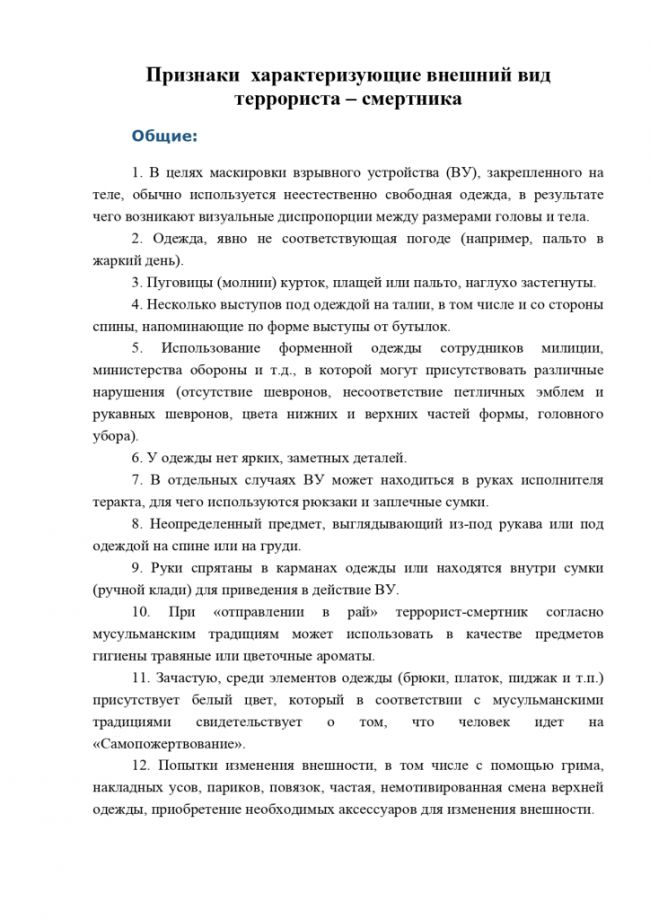 Признаки характеризующие внешний вид
террориста – смертника
Общие:
1. В целях маскировки взрывного устройства (ВУ), закрепленного на
теле, обычно используется неестественно свободная одежда, в результате
чего возникают визуальные диспропорции между размерами головы и тела.
2. Одежда, явно не соответствующая погоде (например, пальто в
жаркий день).
3. Пуговицы (молнии) курток, плащей или пальто, наглухо застегнуты.
4. Несколько выступов под одеждой на талии, в том числе и со стороны
спины, напоминающие по форме выступы от бутылок.
5. Использование форменной одежды сотрудников милиции,
министерства обороны и т.д., в которой могут присутствовать различные
нарушения (отсутствие шевронов, несоответствие петличных эмблем и
рукавных шевронов, цвета нижних и верхних частей формы, головного
убора).
6. У одежды нет ярких, заметных деталей.
7. В отдельных случаях ВУ может находиться в руках исполнителя
теракта, для чего используются рюкзаки и заплечные сумки.
8. Неопределенный предмет, выглядывающий из-под рукава или под
одеждой на спине или на груди.
9. Руки спрятаны в карманах одежды или находятся внутри сумки
(ручной клади) для приведения в действие ВУ.
10. При «отправлении в рай» террорист-смертник согласно
мусульманским традициям может использовать в качестве предметов
гигиены травяные или цветочные ароматы.
11. Зачастую, среди элементов одежды (брюки, платок, пиджак и т.п.)
присутствует белый цвет, который в соответствии с мусульманскими
традициями свидетельствует о том, что человек идет на
«Самопожертвование».
12. Попытки изменения внешности, в том числе с помощью грима,
накладных усов, париков, повязок, частая, немотивированная смена верхней
одежды, приобретение необходимых аксессуаров для изменения внешности.